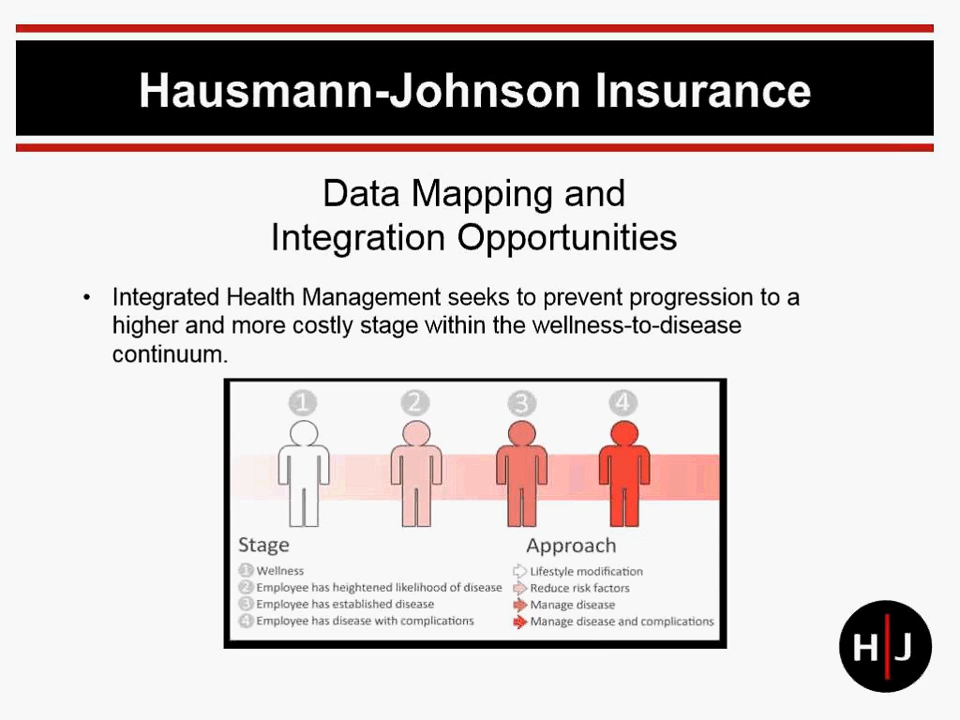 Hausmann-Johnson Insurance
Data Mapping and
Integration Opportunities
• Integrated Health Management seeks to prevent progression to a
higher and more costly stage within the wellness-to-disease
continuum.
1 2 3 4
Stage
1 Wellness
2 Employee has heightened likelihood of disease
3 Employee has established disease
4 Employee has disease with complications
Approach
Lifestyle modification
Reduce risk factors
Manage disease
Manage disease and complications
H|J